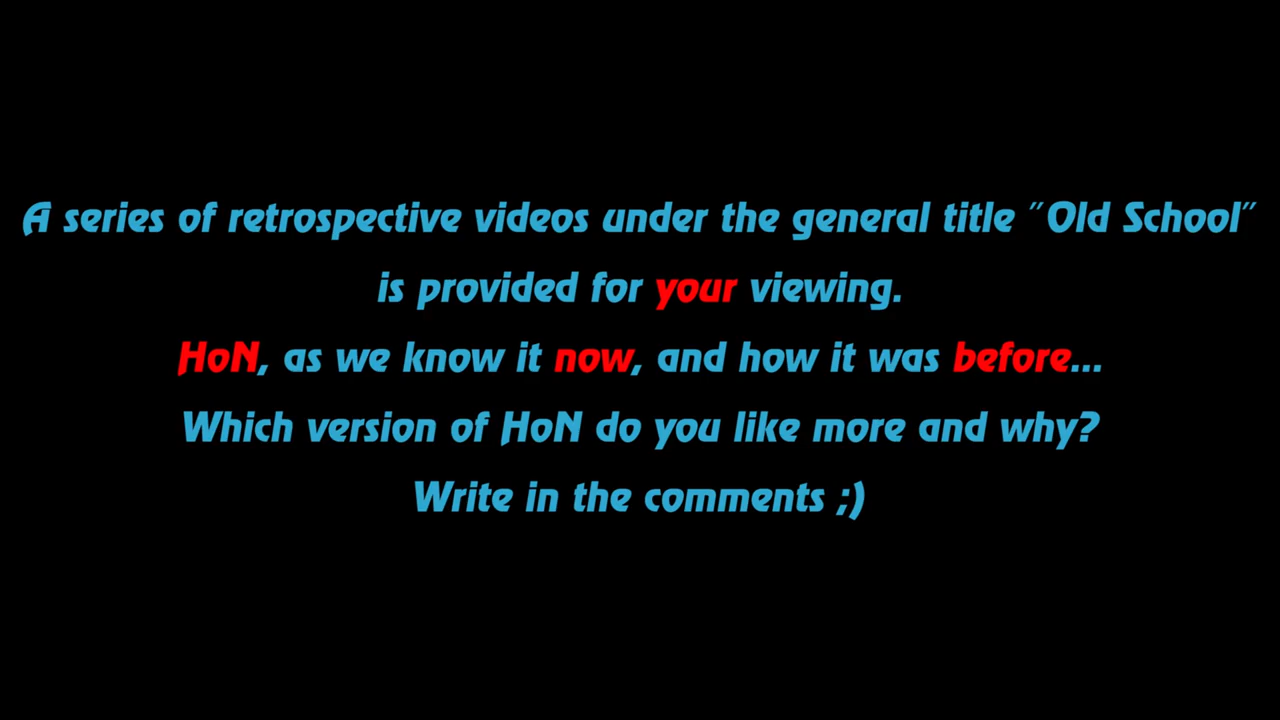 A series of retrospective videos under the general title "Old School"
is provided for your viewing.
HoN, as we know it now, and how it was before...
Which version of HoN do you like more and why?
Write in the comments ;)